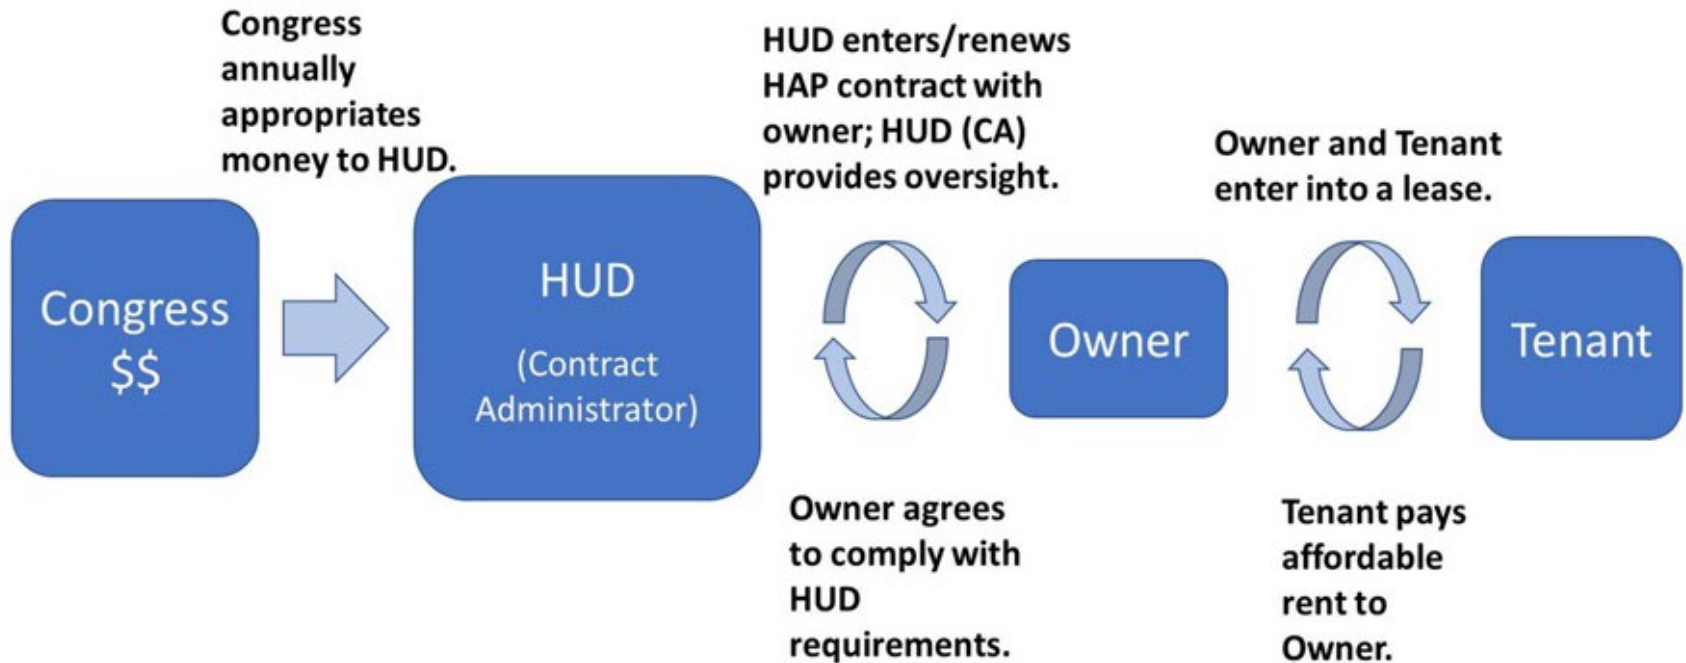 Congress
annually
appropriates
money to HUD.
HUD enters/renews
HAP contract with
owner; HUD (CA)
provides oversight.
Owner and Tenant
enter into a lease.
Congress
$$
HUD
(Contract
Administrator)
Owner
Tenant
Owner agrees
to comply with
HUD
requirements.
Tenant pays
affordable
rent to
Owner.